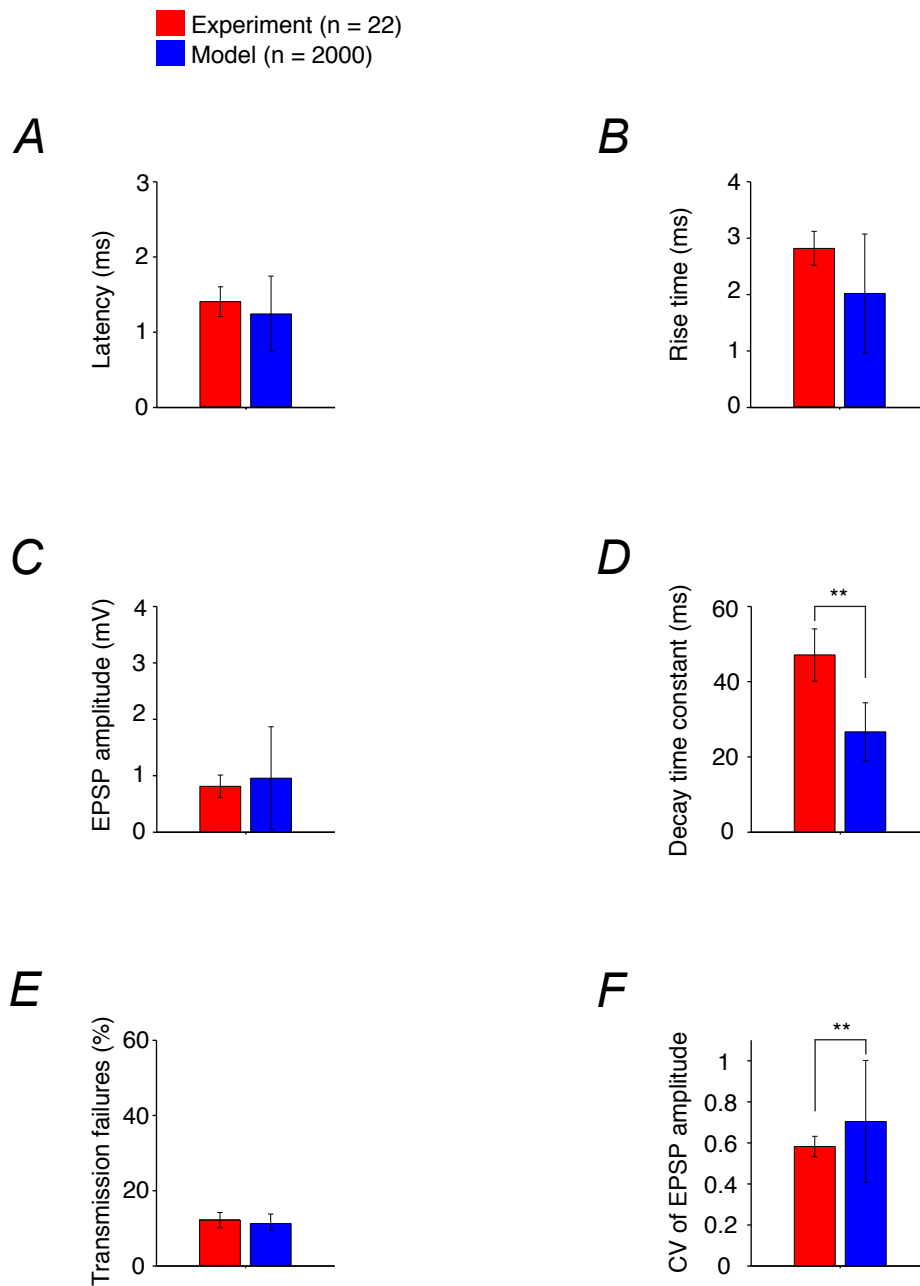 Experiment (n = 22)
Model (n = 2000)
A
Latency (ms)
3
2
1
0
B
Rise time (ms)
4
3
2
1
0
C
EPSP amplitude (mV)
4
3
2
1
0
D
Decay time constant (ms)
60
40
20
0
**
E
Transmission failures (%)
60
40
20
0
F
CV of EPSP amplitude
1
0.8
0.6
0.4
0.2
0
**